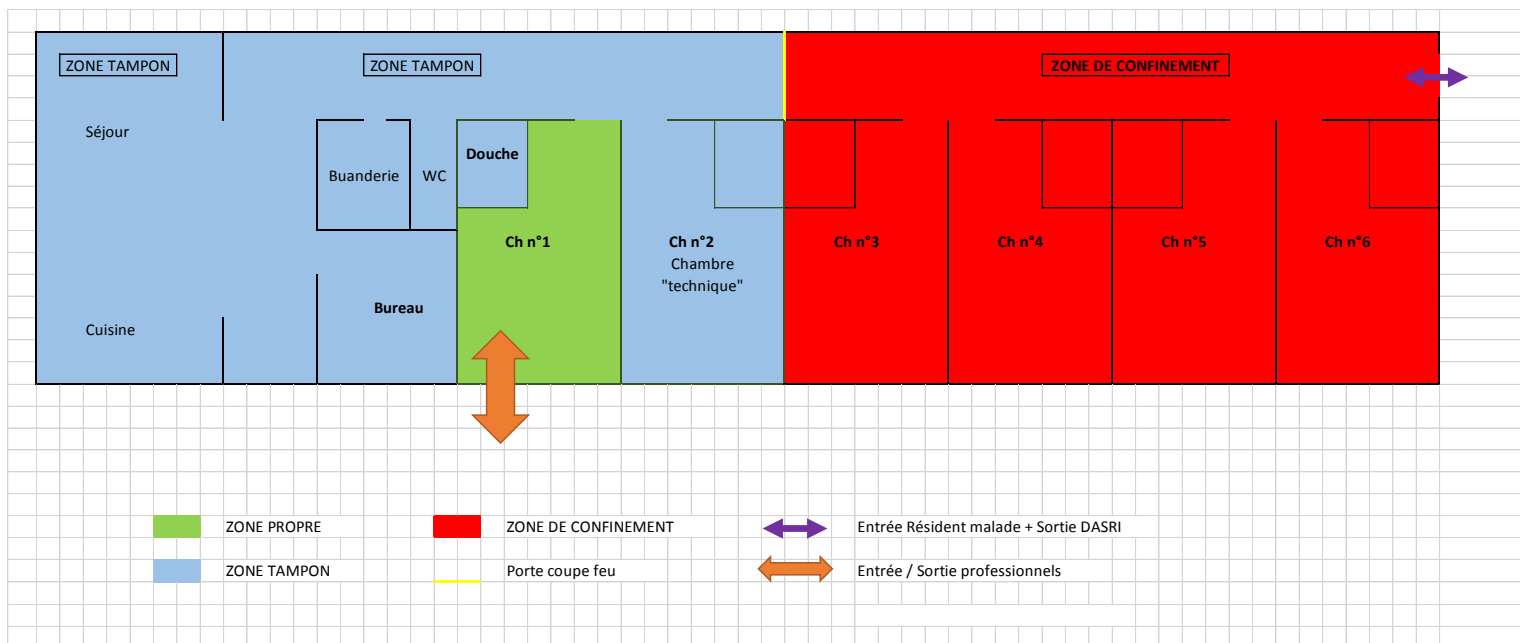 ZONE TAMPON
ZONE TAMPON
ZONE DE CONFINEMENT
Séjour
Douche
Buanderie
WC
Ch n°1
Ch n°2
Chambre
"technique"
Ch n°3
Ch n°4
Ch n°5
Ch n°6
Bureau
Cuisine
ZONE PROPRE
ZONE DE CONFINEMENT
Entrée Résident malade + Sortie DASRI
ZONE TAMPON
Porte coupe feu
Entrée / Sortie professionnels